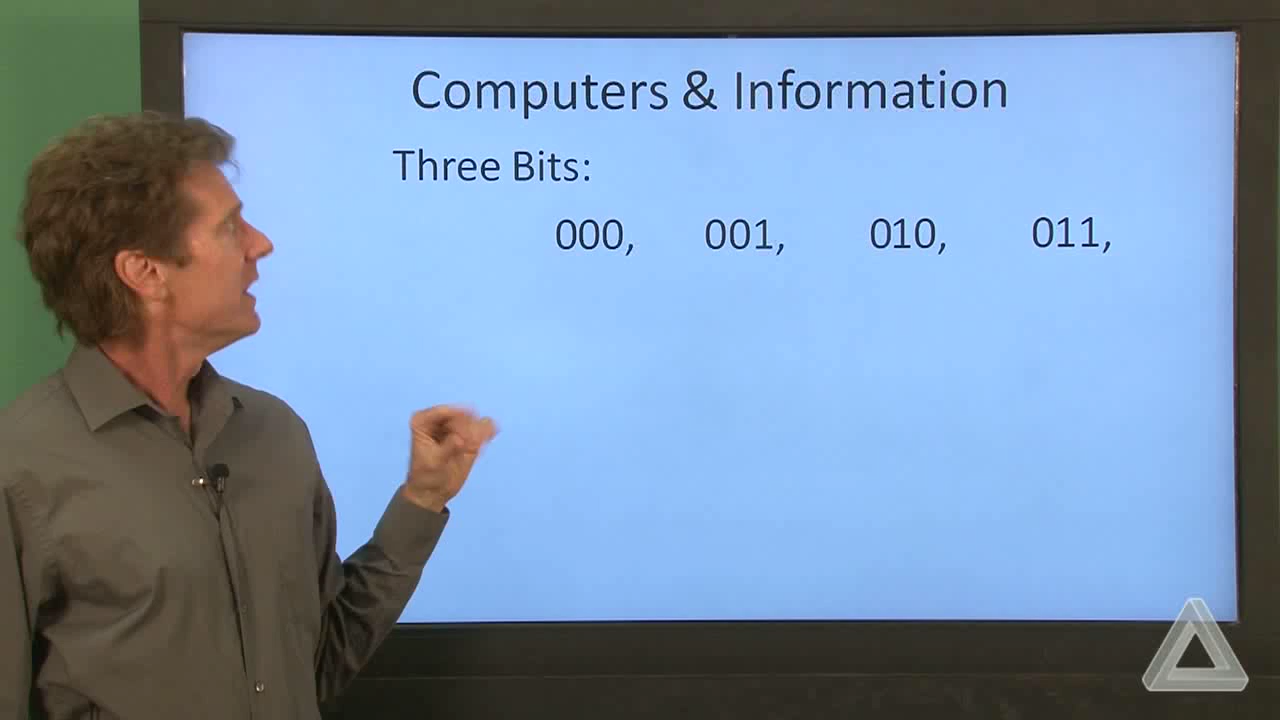 Computers & Information
Three Bits:
000, 001, 010, 011,